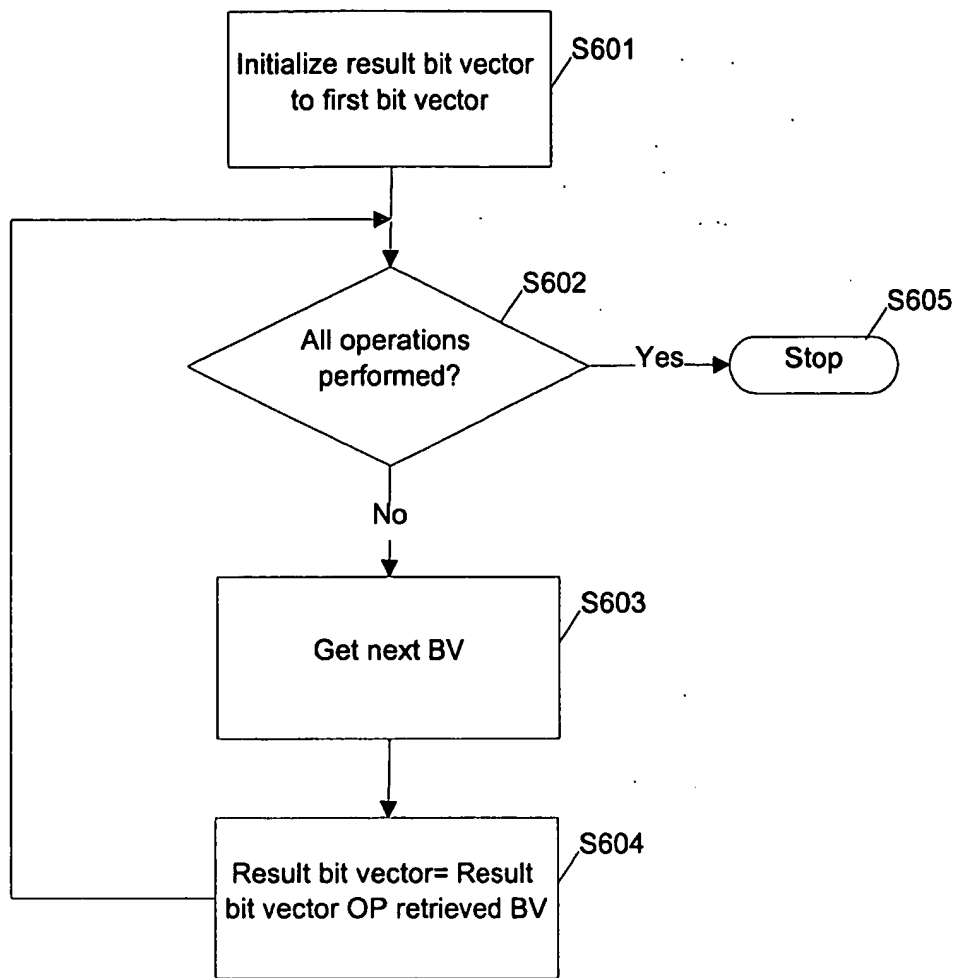 Initialize result bit vector
to first bit vector
S601
All operations
performed?
S602
Yes
Stop
S605
No
Get next BV
S603
Result bit vector= Result
bit vector OP retrieved BV
S604